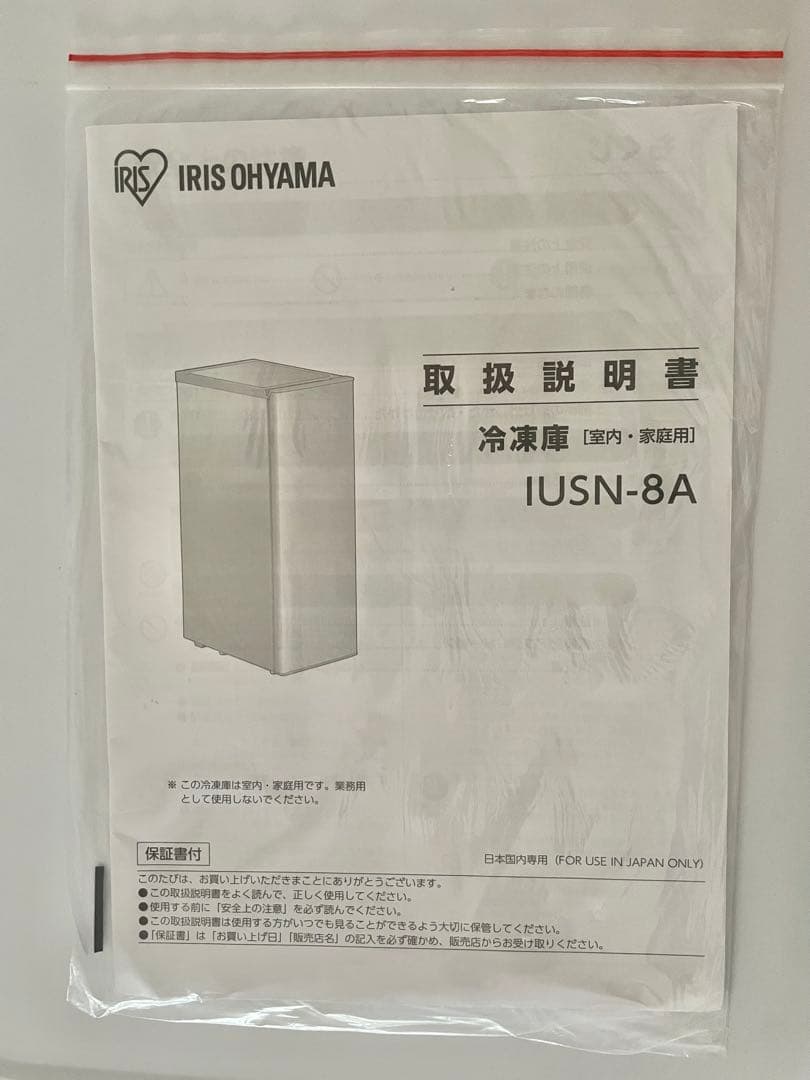 IRIS
IRIS OHYAMA
取扱説明書
冷凍庫［室内・家庭用］
IUSN-8A
※ この冷凍庫は室内・家庭用です。業務用
として使用しないでください。
保証書付
日本国内専用（FOR USE IN JAPAN ONLY）
このたびは、お買い上げいただきまことにありがとうございます。
●この取扱説明書をよく読んで、正しく使用してください。
●使用する前に「安全上の注意」を必ず読んでください。
●この取扱説明書は使用する方がいつでも見ることができるよう大切に保管してください。
●「保証書」は「お買い上げ日」「販売店名」の記入を必ず確かめ、販売店からお受け取りください。